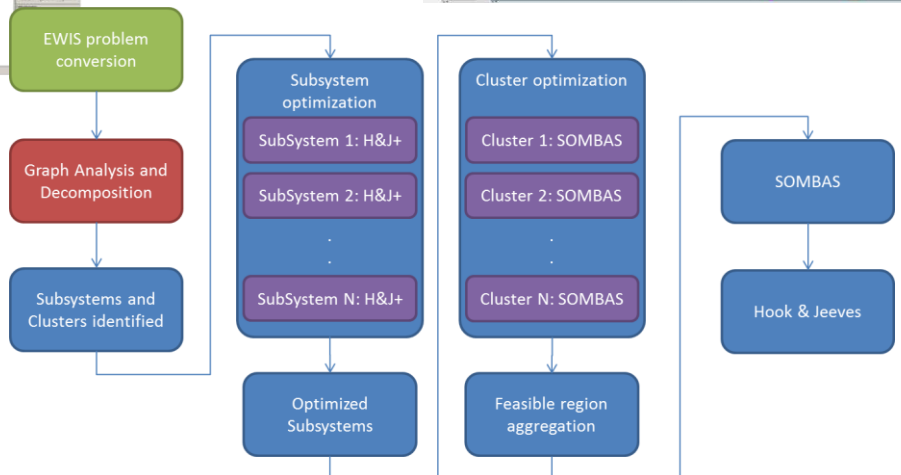 EWIS problem
conversion
Graph Analysis and
Decomposition
Subsystems and
Clusters identified
Subsystem
optimization
SubSystem 1: H&J+
SubSystem 2: H&J+
.
.
SubSystem N: H&J+
Optimized
Subsystems
Cluster optimization
Cluster 1: SOMBAS
Cluster 2: SOMBAS
.
.
Cluster N: SOMBAS
Feasible region
aggregation
SOMBAS
Hook & Jeeves